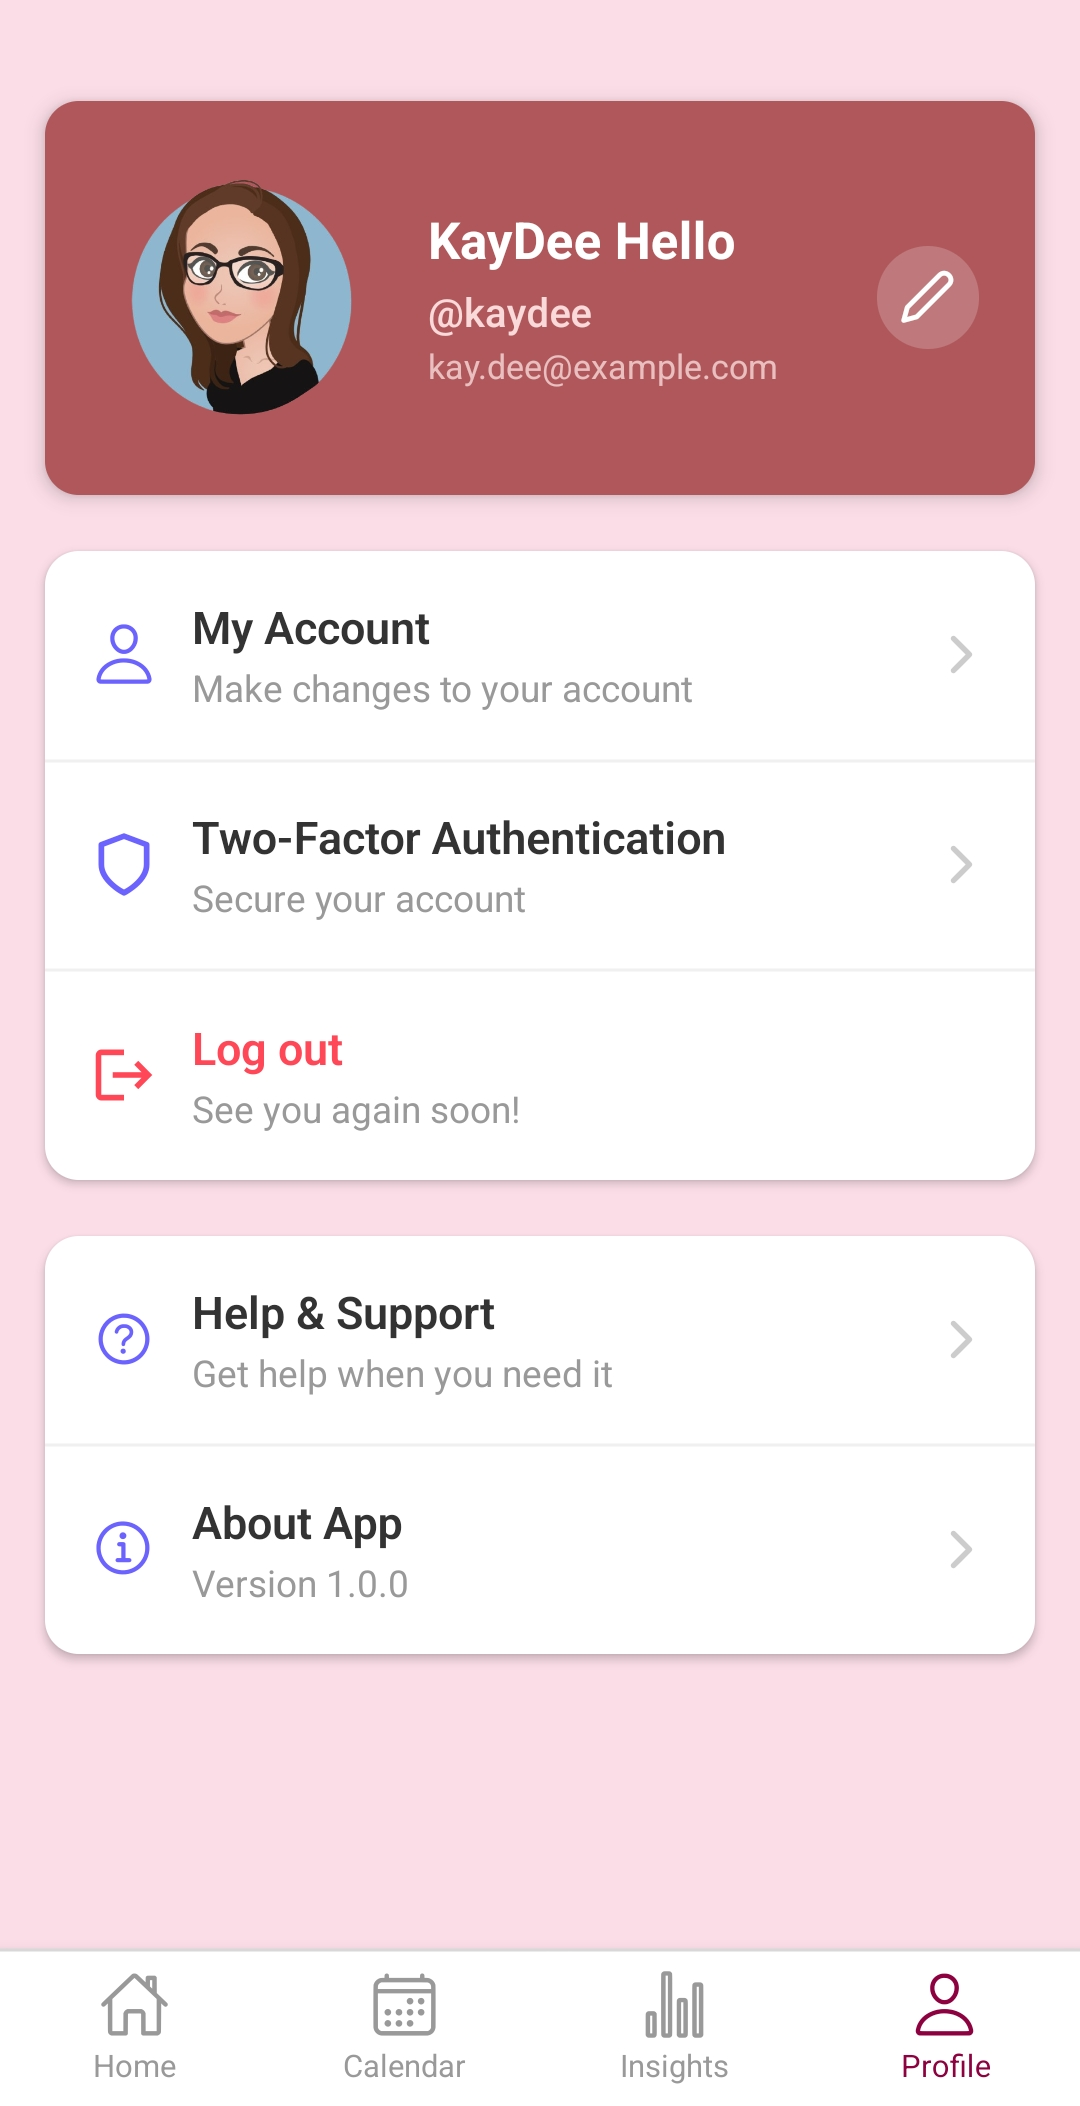 KayDee Hello
@kaydee
kay.dee@example.com
My Account
Make changes to your account
Two-Factor Authentication
Secure your account
Log out
See you again soon!
Help & Support
Get help when you need it
About App
Version 1.0.0
Home
Calendar
Insights
Profile